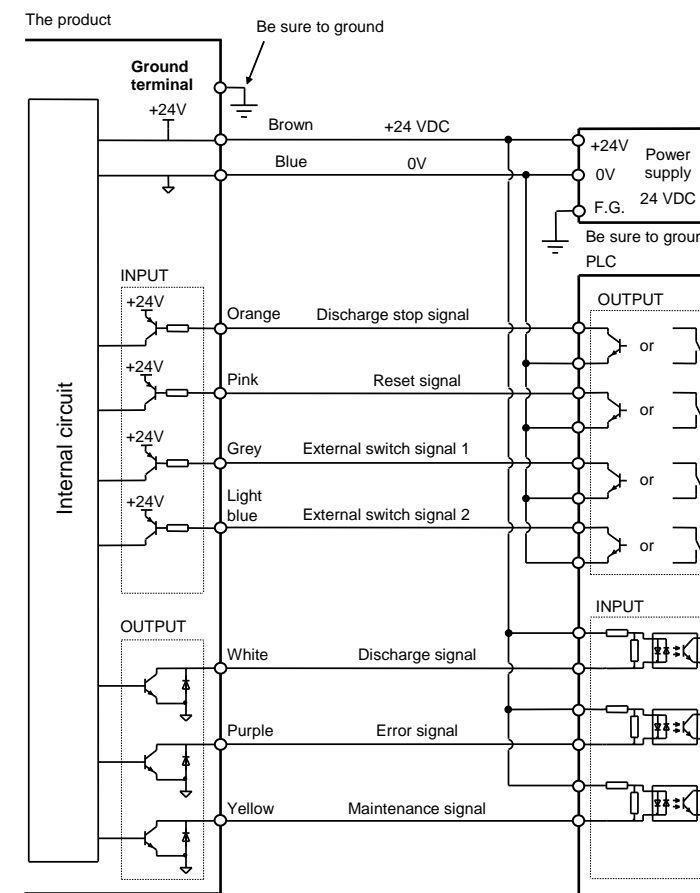 The product
Be sure to ground
Ground
terminal
+24V
Brown +24 VDC
Blue 0V
+24V
0V
F.G.
Power
supply
24 VDC
PLC
INPUT
OUTPUT
+24V
Orange Discharge stop signal
or
+24V
Pink Reset signal
or
+24V
Grey External switch signal 1
or
+24V
Light
blue External switch signal 2
or
Internal circuit
OUTPUT
INPUT
White Discharge signal
Purple Error signal
Yellow Maintenance signal
Be sure to